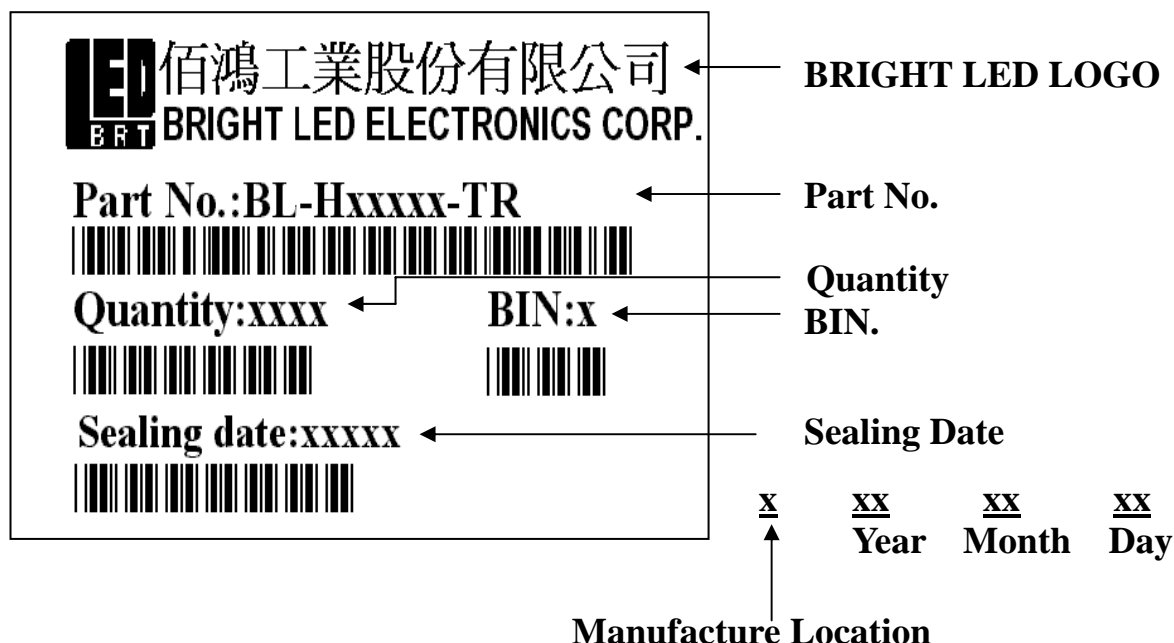 LED 佰鴻工業股份有限公司 BRIGHT LED LOGO
BRT BRIGHT LED ELECTRONICS CORP.
Part No.:BL-Hxxxxx-TR Part No.
Quantity
Quantity:xxxx BIN:x BIN.
Sealing date:xxxxx Sealing Date
x xx xx xx
Year Month Day
Manufacture Location